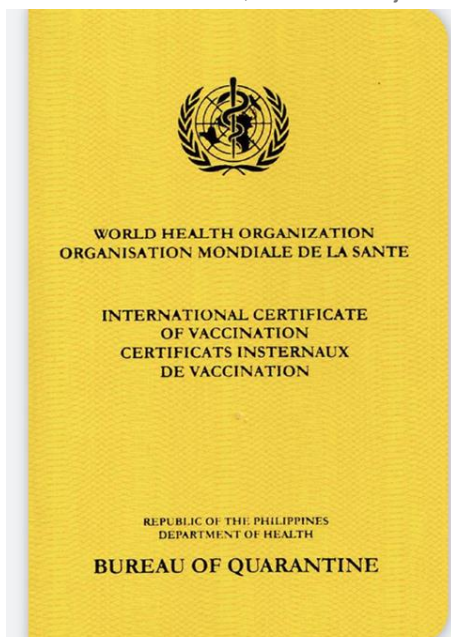 WORLD HEALTH ORGANIZATION
ORGANISATION MONDIALE DE LA SANTE
INTERNATIONAL CERTIFICATE
OF VACCINATION
CERTIFICATS INSTERNAUX
DE VACCINATION
REPUBLIC OF THE PHILIPPINES
DEPARTMENT OF HEALTH
BUREAU OF QUARANTINE